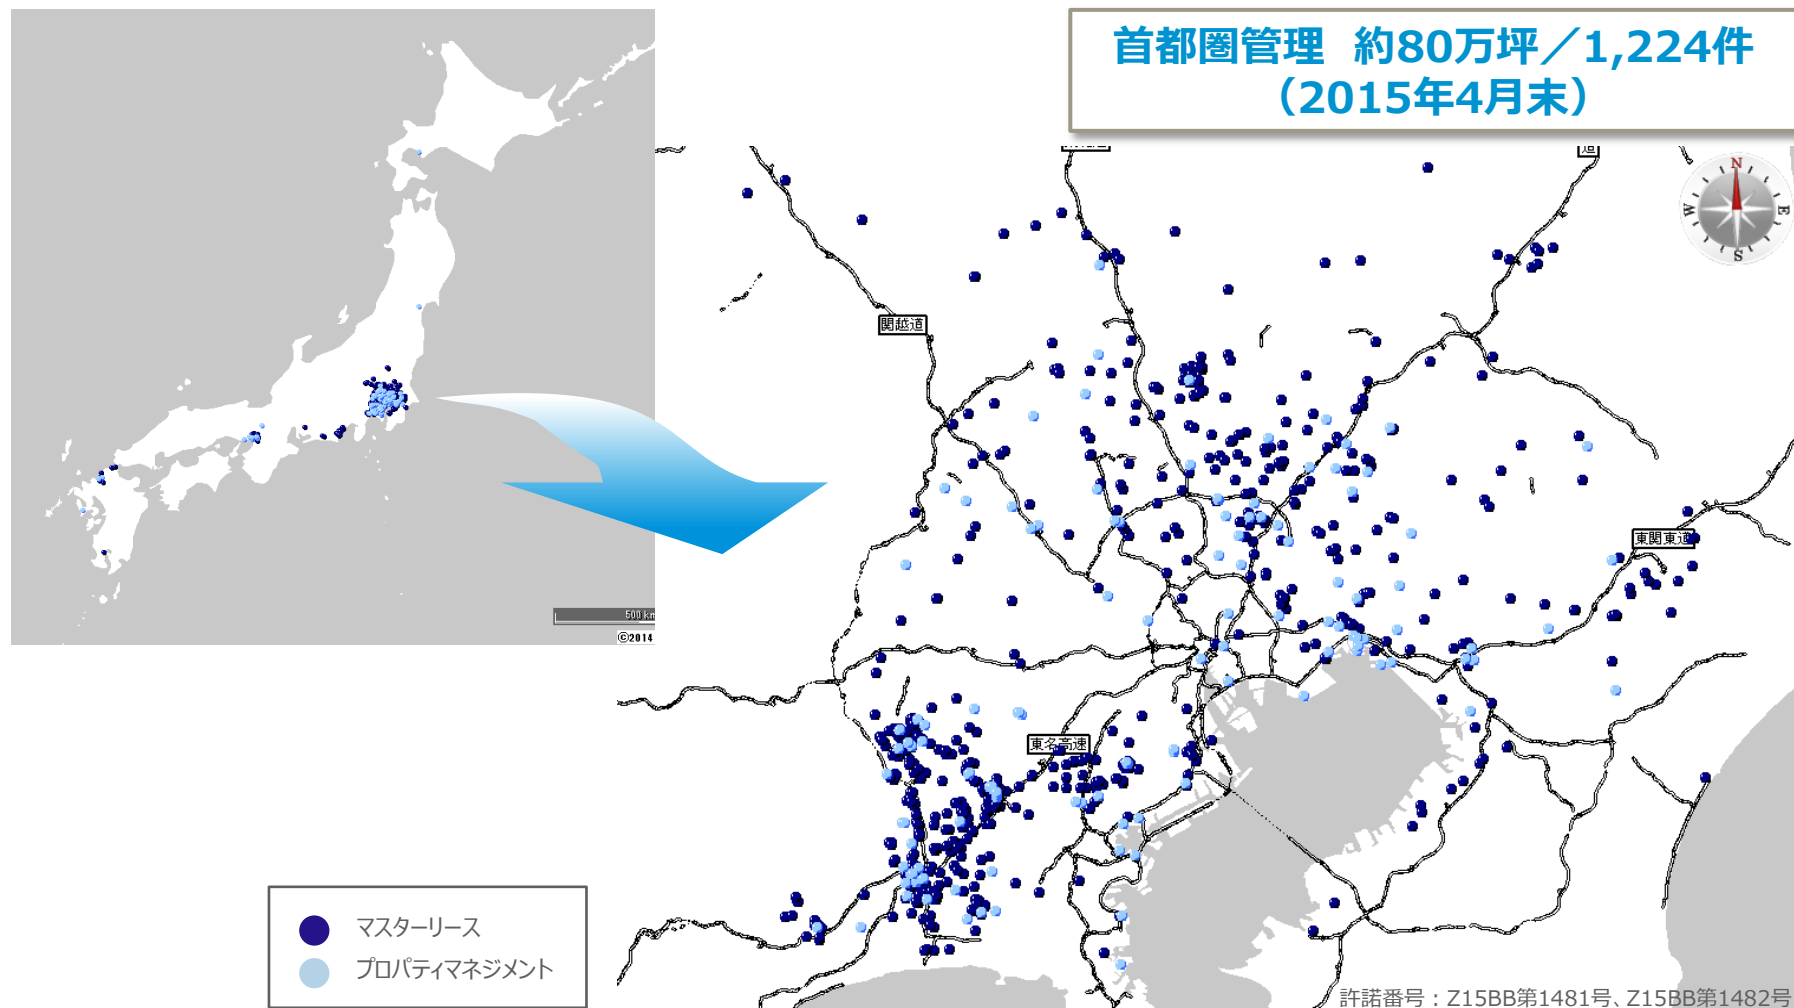 首都圏管理 約80万坪／1,224件
（2015年4月末）
N
W
E
S
関越道
道
東関東道
東名高速
500 km
©2014
マスターリース
プロパティマネジメント
許諾番号：Z15BB第1481号、Z15BB第1482号